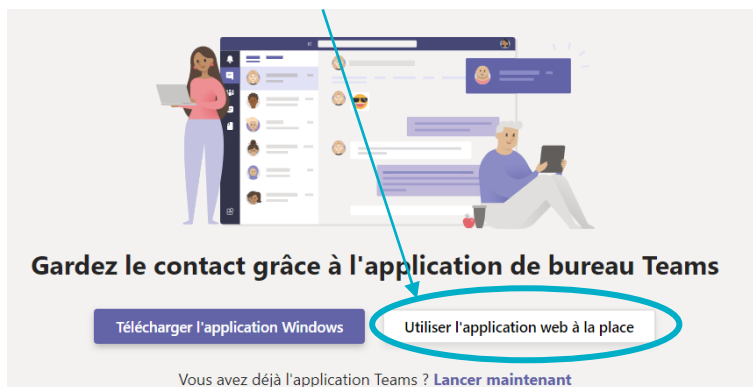 Gardez le contact grâce à l'application de bureau Teams
Télécharger l'application Windows
Utiliser l'application web à la place
Vous avez déjà l'application Teams ? Lancer maintenant